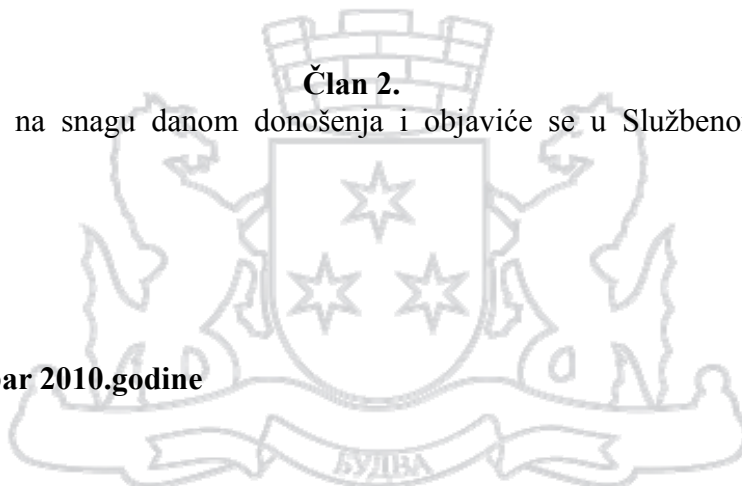 Član 2.
na snagu danom donošenja i objaviće se u Službeno
bar 2010.godine
БУДВА